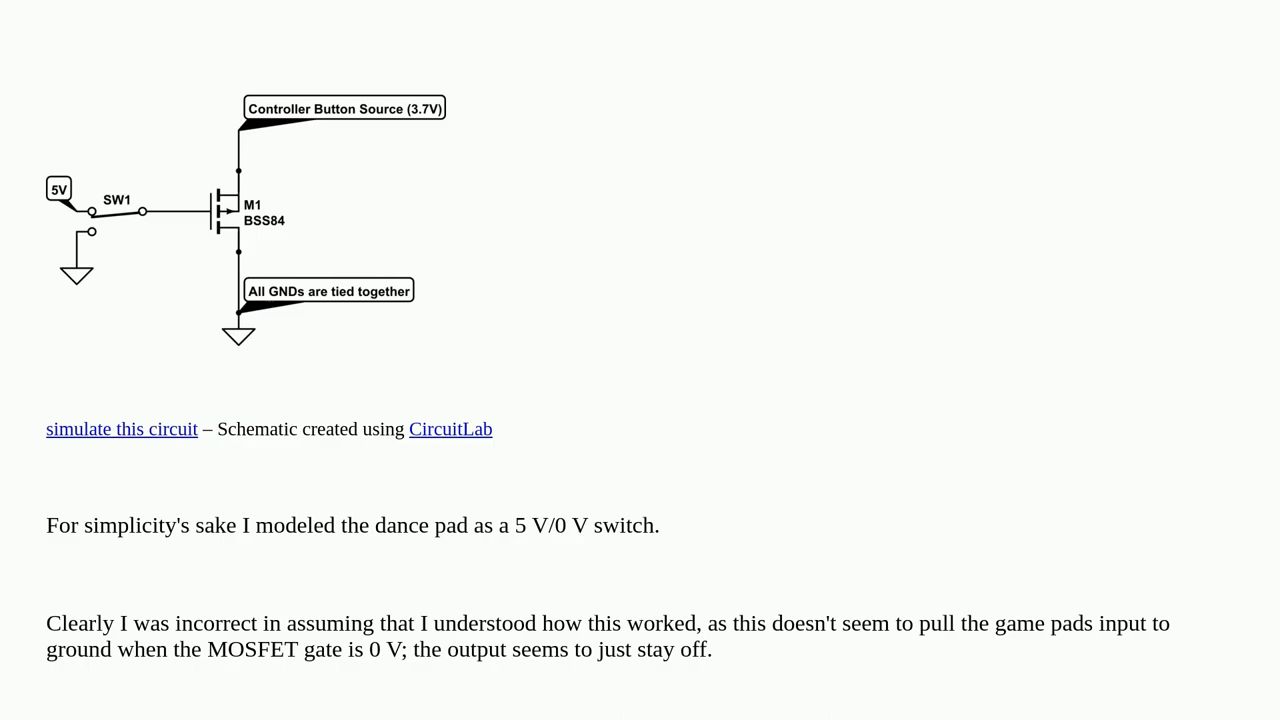 Controller Button Source (3.7V)
5V
SW1
M1
BSS84
All GNDs are tied together
simulate this circuit – Schematic created using CircuitLab
For simplicity's sake I modeled the dance pad as a 5 V/0 V switch.
Clearly I was incorrect in assuming that I understood how this worked, as this doesn't seem to pull the game pads input to
ground when the MOSFET gate is 0 V; the output seems to just stay off.